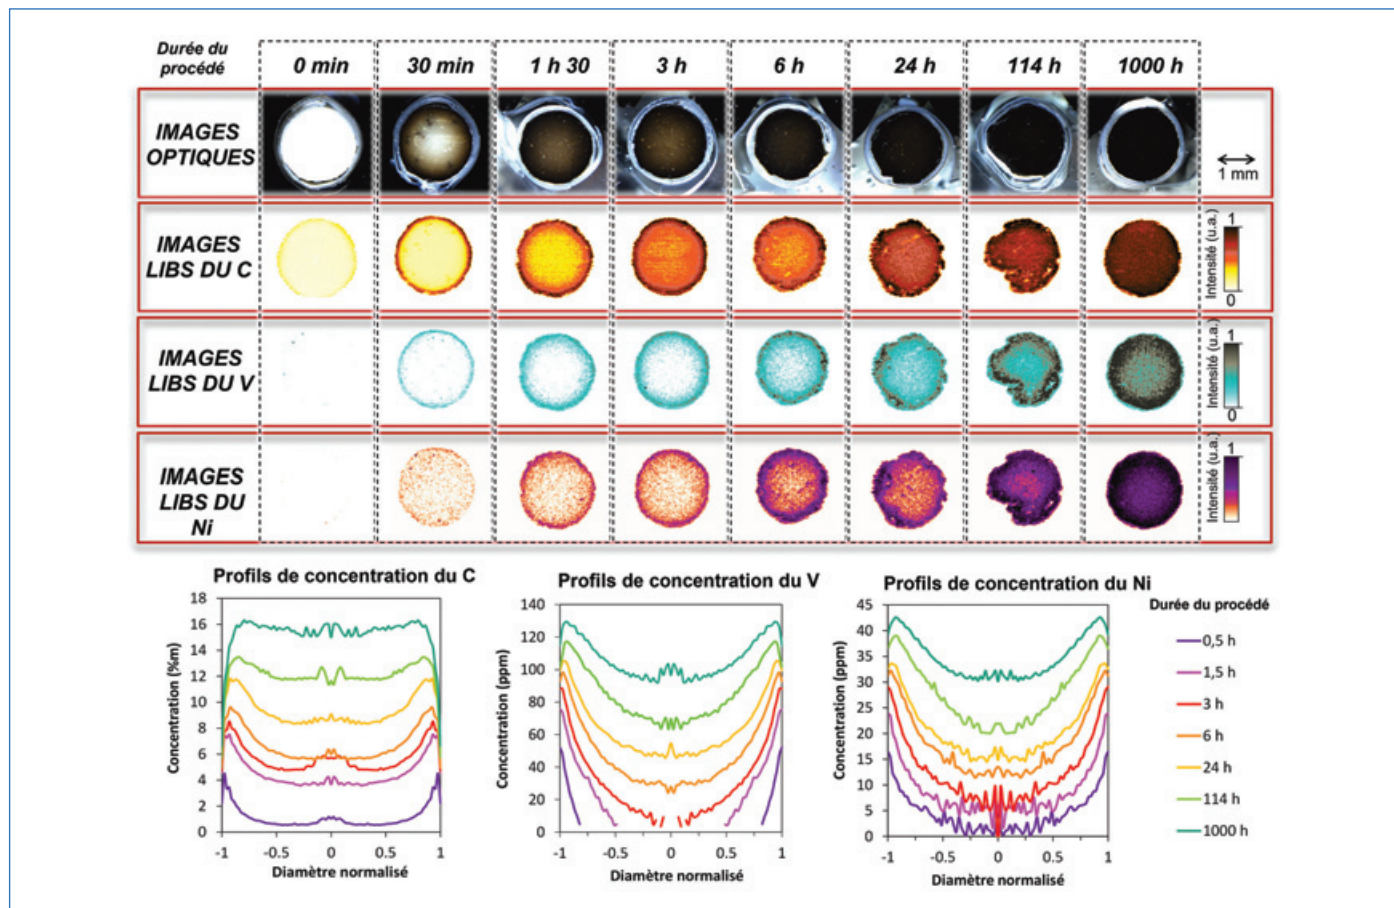 Durée du
procédé
0 min
30 min
1 h 30
3 h
6 h
24 h
114 h
1000 h
IMAGES
OPTIQUES
1 mm
IMAGES
LIBS DU C
Intensité (u.a.)
1
0
IMAGES
LIBS DU V
Intensité (u.a.)
1
0
IMAGES
LIBS DU
Ni
Intensité (u.a.)
1
0
Profils de concentration du C
Concentration (%m)
18
16
14
12
10
8
6
4
2
0
-1
-0.5
0
0.5
1
Diamètre normalisé
Profils de concentration du V
Concentration (ppm)
140
120
100
80
60
40
20
0
-1
-0.5
0
0.5
1
Diamètre normalisé
Profils de concentration du Ni
Concentration (ppm)
45
40
35
30
25
20
15
10
5
0
-1
-0.5
0
0.5
1
Diamètre normalisé
Durée du procédé
0,5 h
1,5 h
3 h
6 h
24 h
114 h
1000 h